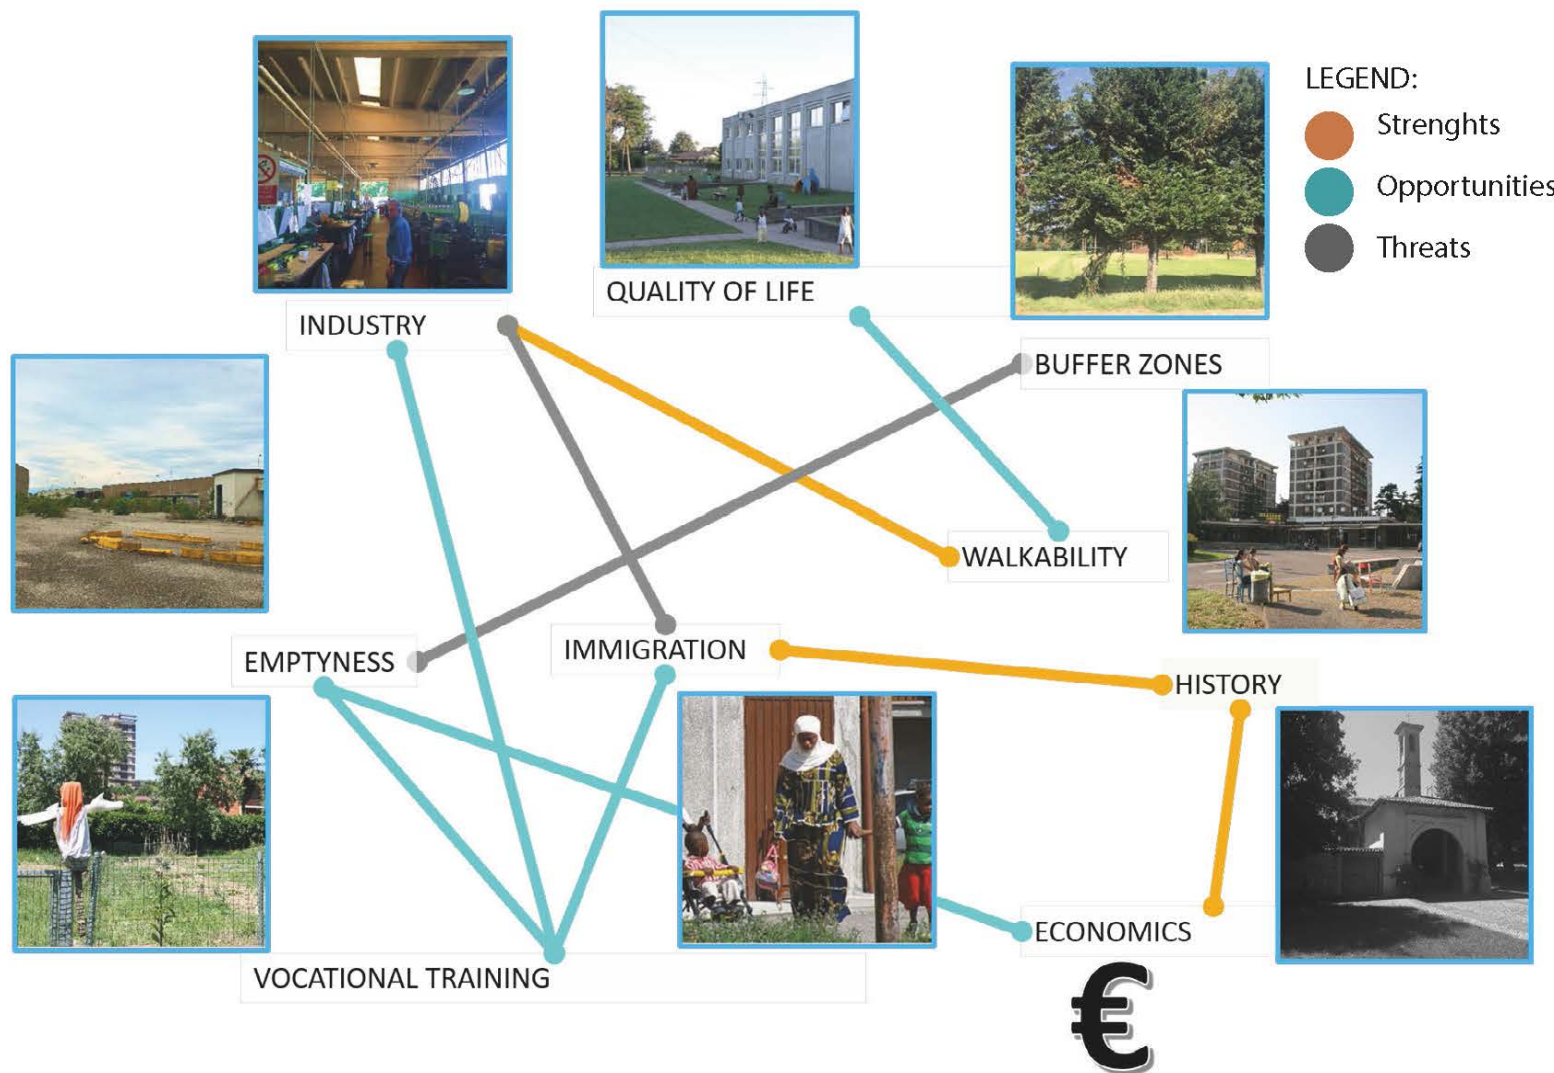 LEGEND:
Strenghts
Opportunities
Threats
QUALITY OF LIFE
INDUSTRY
BUFFER ZONES
WALKABILITY
EMPTYNESS
IMMIGRATION
HISTORY
ECONOMICS
VOCATIONAL TRAINING
€